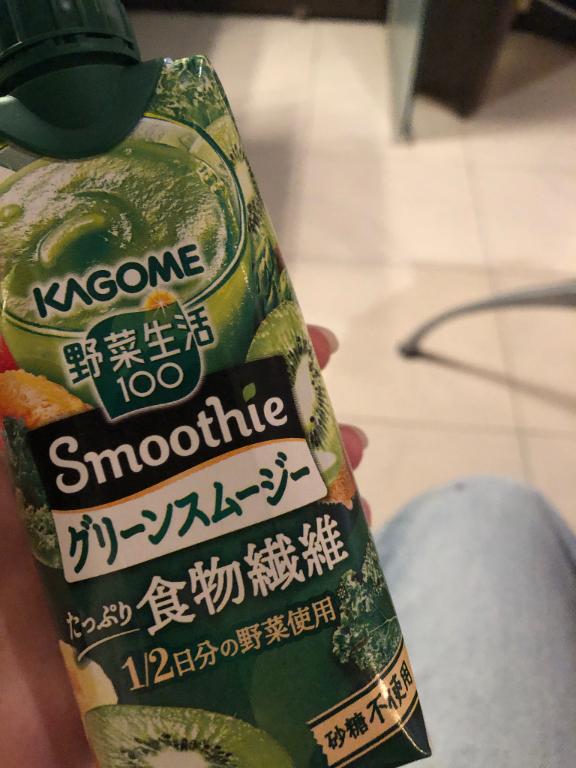 KAGOME
野菜生活
100
Smoothie
グリーンスムージー
たっぷり食物繊維
1/2日分の野菜使用
砂糖不使用